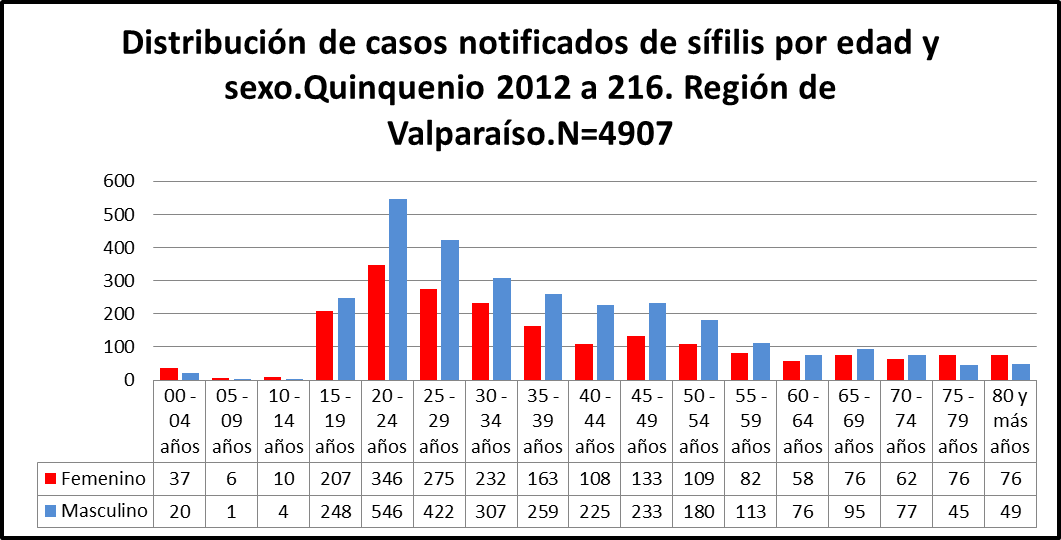 Distribución de casos notificados de sífilis por edad y
sexo.Quinquenio 2012 a 216. Región de
Valparaíso.N=4907
600
500
400
300
200
100
0
00 - 04 años 05 - 09 años 10 - 14 años 15 - 19 años 20 - 24 años 25 - 29 años 30 - 34 años 35 - 39 años 40 - 44 años 45 - 49 años 50 - 54 años 55 - 59 años 60 - 64 años 65 - 69 años 70 - 74 años 75 - 79 años 80 y más años
Femenino 37 6 10 207 346 275 232 163 108 133 109 82 58 76 62 76 76
Masculino 20 1 4 248 546 422 307 259 225 233 180 113 76 95 77 45 49